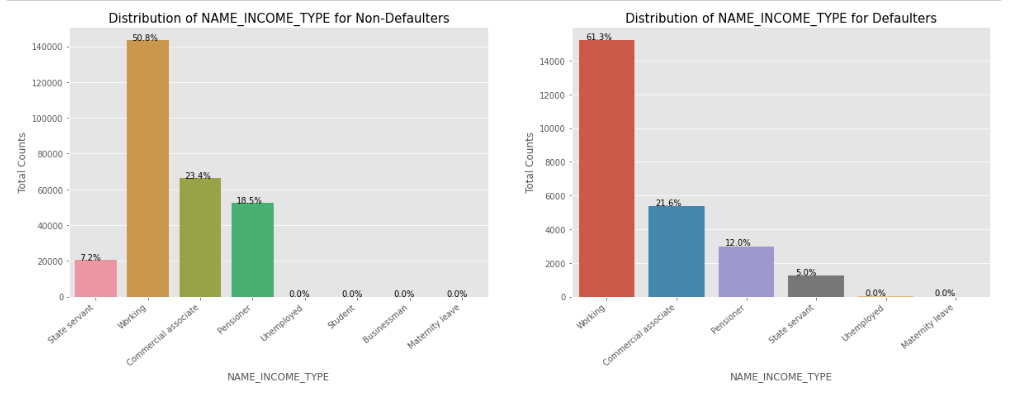 Distribution of NAME_INCOME_TYPE for Non-Defaulters
Total Counts
140000
120000
100000
80000
60000
40000
20000
0
7.2%
50.8%
23.4%
18.5%
0.0%
0.0%
0.0%
0.0%
State servant
Working
Commercial associate
Pensioner
Unemployed
Student
Businessman
Maternity leave
NAME_INCOME_TYPE
Distribution of NAME_INCOME_TYPE for Defaulters
Total Counts
14000
12000
10000
8000
6000
4000
2000
0
61.3%
21.6%
12.0%
5.0%
0.0%
0.0%
Working
Commercial associate
Pensioner
State servant
Unemployed
Maternity leave
NAME_INCOME_TYPE